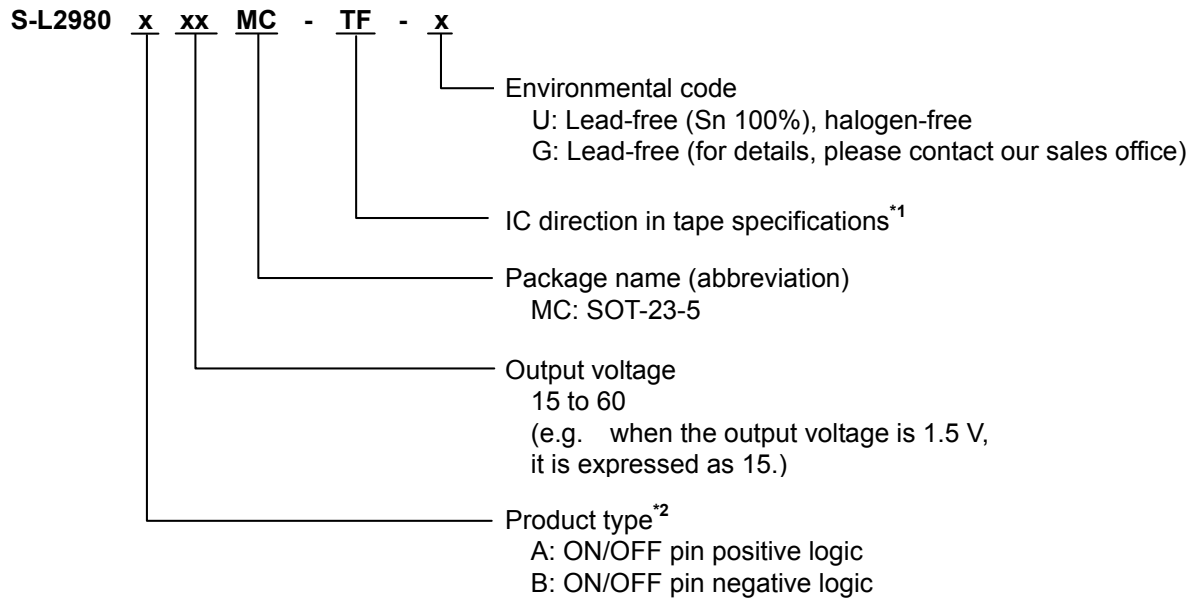 S-L2980 x xx MC - TF - x
Environmental code
U: Lead-free (Sn 100%), halogen-free
G: Lead-free (for details, please contact our sales office)
IC direction in tape specifications*1
Package name (abbreviation)
MC: SOT-23-5
Output voltage
15 to 60
(e.g. when the output voltage is 1.5 V,
it is expressed as 15.)
Product type*2
A: ON/OFF pin positive logic
B: ON/OFF pin negative logic